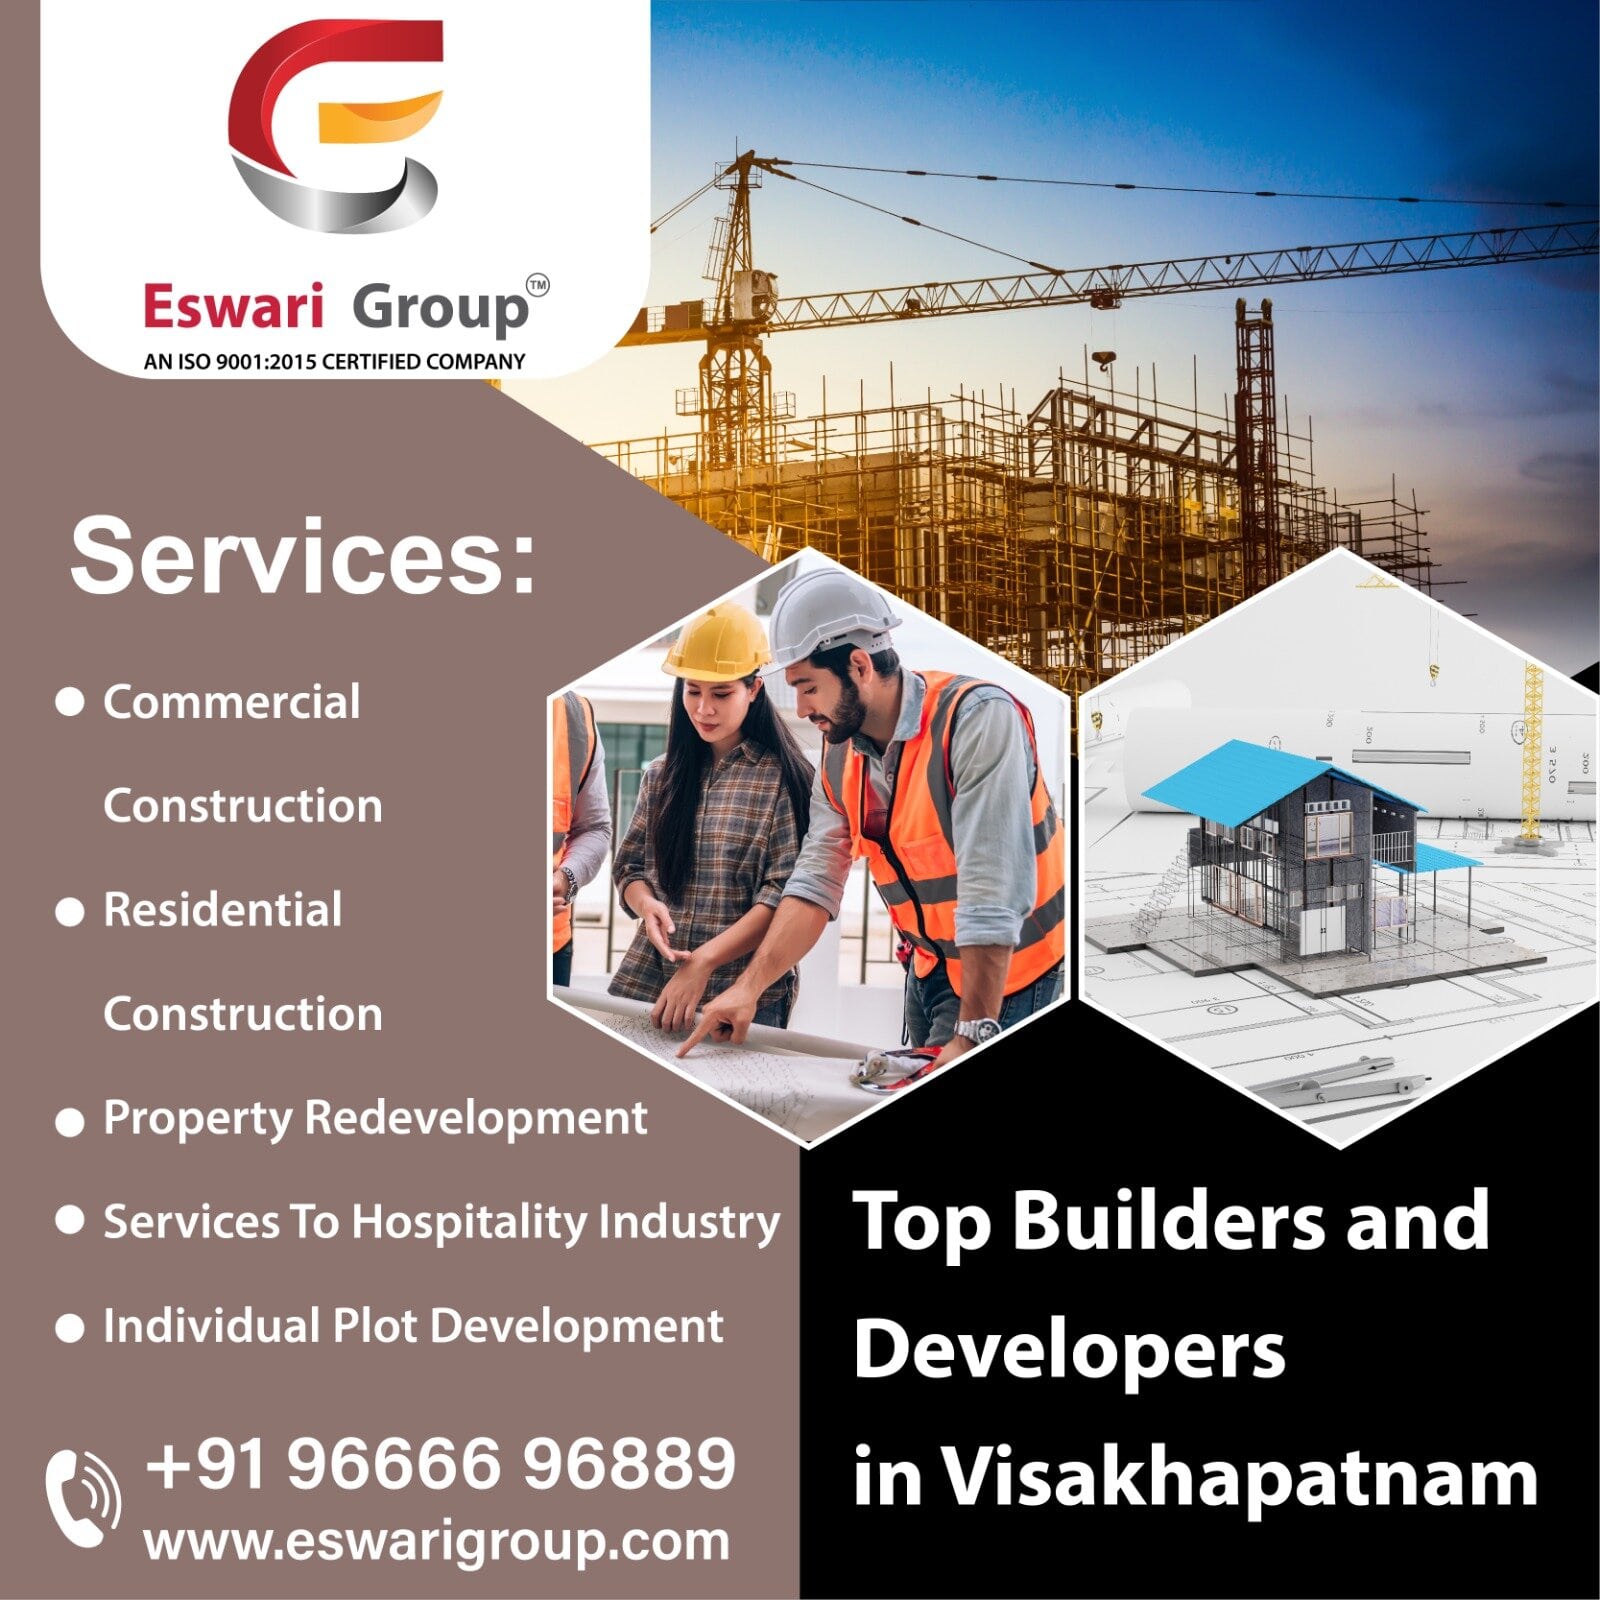 Eswari Group™
AN ISO 9001:2015 CERTIFIED COMPANY
Services:
Commercial
Construction
Residential
Construction
Property Redevelopment
Services To Hospitality Industry
Individual Plot Development
+91 96666 96889
www.eswarigroup.com
Top Builders and
Developers
in Visakhapatnam